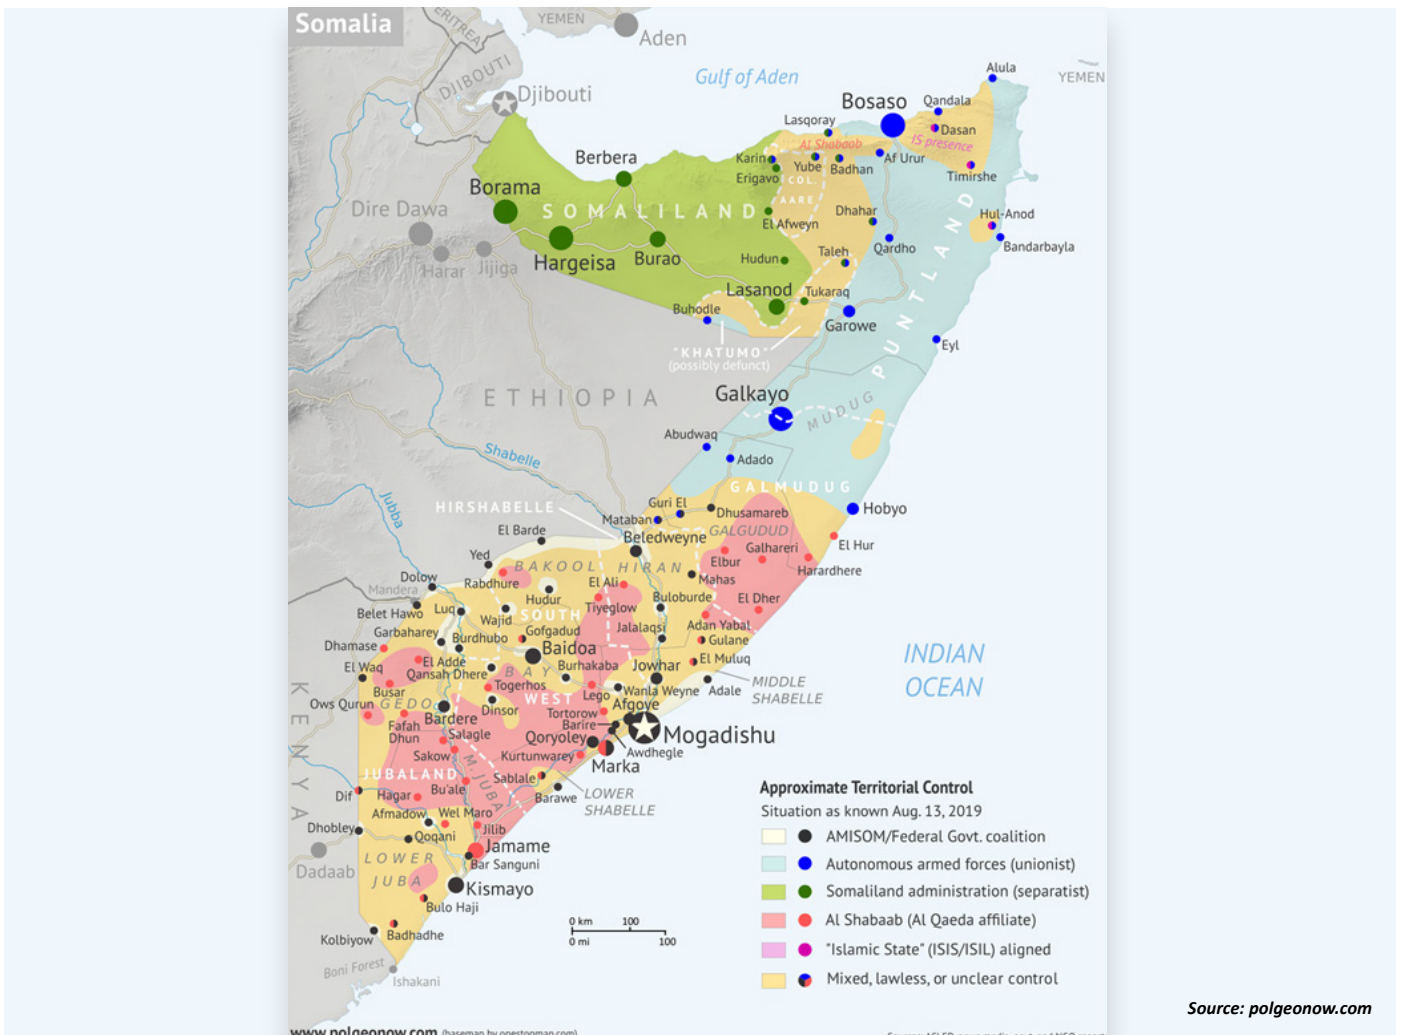 Somalia
ERITREA
YEMEN
Aden
DJIBOUTI
Djibouti
Gulf of Aden
Alula
YEMEN
Bosaso
Qandala
Lasqoray
Dasan
Al Shabaab
IS presence
Berbera
Karin
Yube
Badhan
Af Urur
Erigavo
COL.
Timirshe
Borama
AARE
SOMALILAND
Dire Dawa
El Afweyn
Dhahar
Hul-Anod
Qardho
Bandarbayla
Harar
Jijiga
Hargeisa
Burao
Hudun
Taleh
PUNTLAND
Lasanod
Tukaraq
Buhodle
Garowe
Eyl
"KHATUMO"
(possibly defunct)
ETHIOPIA
Galkayo
MUDUG
Abudwaq
Adado
Shabelle
GALMUDUG
Jubba
HIRSHABELLE
Guri El
Dhusamareb
Hobyo
Mataban
GALGUDUD
El Barde
Beledweyne
El Hur
Yed
Galhareri
Elbur
Harardhere
BAKOOL
HIRAN
Dolow
Rabdhure
El Ali
Mahas
Mandera
Hudur
Buloburde
El Dher
Belet Hawo
Luq
Wajid
SOUTH
Tiyeglow
Garbaharey
Burdhubo
Gofgadud
Jalalaqsi
Adan Yabal
Dhamase
Baidoa
Gulane
El Waq
El Adde
Qansah Dhere
BAY
Burhakaba
Jowhar
El Muluq
Busar
Togerhos
Lego
Wanla Weyne
Adale
MIDDLE
SHABELLE
Ows Qurun
GEDO
Bardere
Dinsor
WEST
Afgoye
Fafah
Dhun
Tortorow
Barire
Mogadishu
Salagle
Qoryoley
Awdhegle
Sakow
Kurtunwarey
Marka
KENYA
JUBALAND
M. JUBA
Sablale
Dif
Hagar
Bu'ale
Barawe
LOWER
SHABELLE
Afmadow
Wel Maro
Dhobley
Jilib
Qoqani
Jamame
Dadaab
LOWER
JUBA
Bar Sanguni
Kismayo
Bulo Haji
Kolbiyow
Badhadhe
Boni Forest
Ishakani
INDIAN
OCEAN
0 km 100
0 mi 100
Approximate Territorial Control
Situation as known Aug. 13, 2019
AMISOM/Federal Govt. coalition
Autonomous armed forces (unionist)
Somaliland administration (separatist)
Al Shabaab (Al Qaeda affiliate)
"Islamic State" (ISIS/ISIL) aligned
Mixed, lawless, or unclear control
Source: polgeonow.com
www.polgeonow.com (basemap by onestopmap.com)